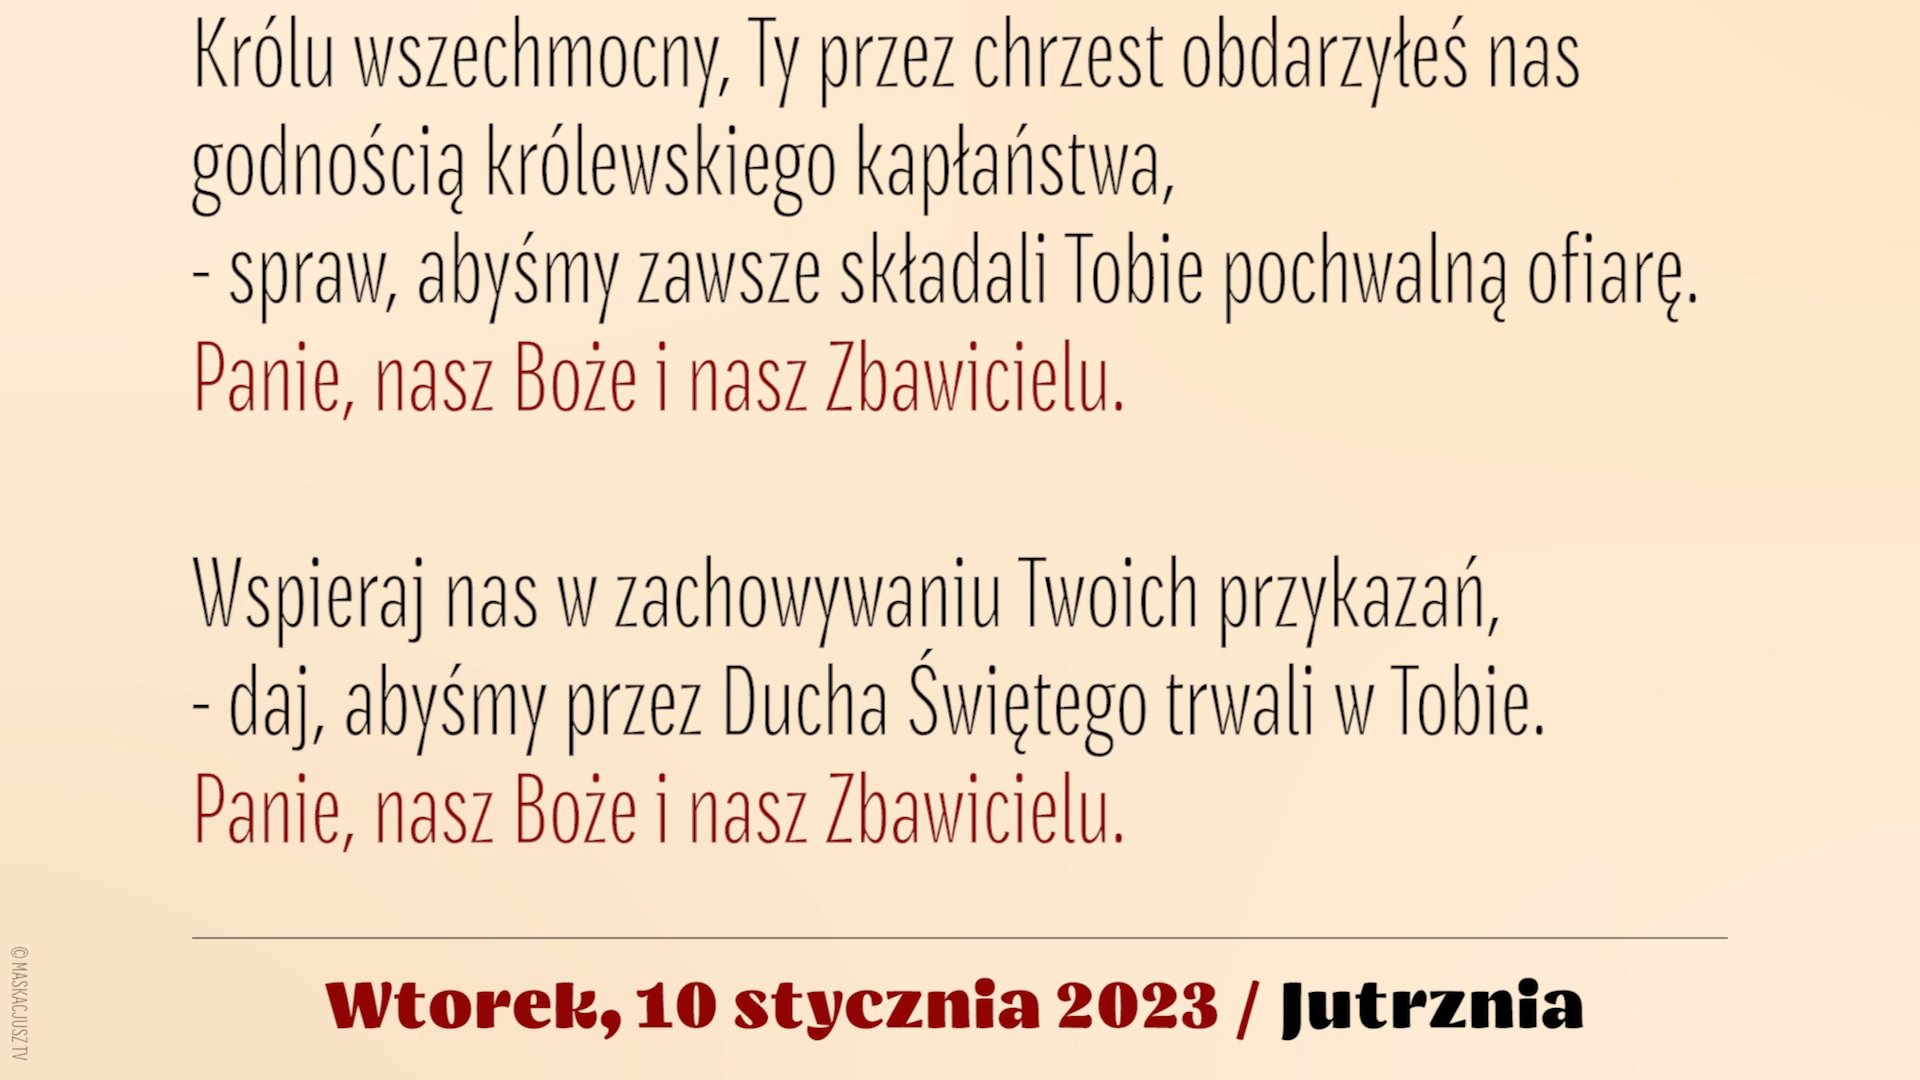 Królu wszechmocny, Ty przez chrzest obdarzyłeś nas
godnością królewskiego kapłaństwa,
- spraw, abyśmy zawsze składali Tobie pochwalną ofiarę.
Panie, nasz Boże i nasz Zbawicielu.
Wspieraj nas w zachowywaniu Twoich przykazań,
- daj, abyśmy przez Ducha Świętego trwali w Tobie.
Panie, nasz Boże i nasz Zbawicielu.
Wtorek, 10 stycznia 2023 / Jutrznia
© MASKACJUSZ TV